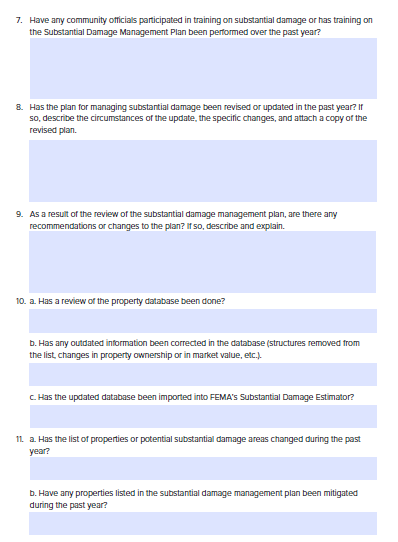 7. Have any community officials participated in training on substantial damage or has training on
the Substantial Damage Management Plan been performed over the past year?
8. Has the plan for managing substantial damage been revised or updated in the past year? If
so, describe the circumstances of the update, the specific changes, and attach a copy of the
revised plan.
9. As a result of the review of the substantial damage management plan, are there any
recommendations or changes to the plan? If so, describe and explain.
10. a. Has a review of the property database been done?
b. Has any outdated information been corrected in the database (structures removed from
the list, changes in property ownership or in market value, etc.).
c. Has the updated database been imported into FEMA's Substantial Damage Estimator?
11. a. Has the list of properties or potential substantial damage areas changed during the past
year?
b. Have any properties listed in the substantial damage management plan been mitigated
during the past year?